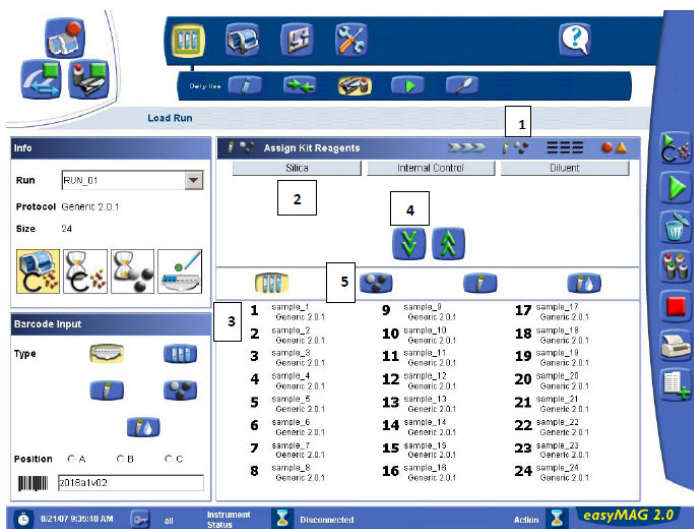 Daily Use
Load Run
1
Info
Assign Kit Reagents
Silica
Internal Control
Diluent
Run
RUN_01
Protocol Generic 2.0.1
Size 24
2
4
5
3
1 sample_1 Generic 2.0.1
9 sample_9 Generic 2.0.1
17 sample_17 Generic 2.0.1
2 sample_2 Generic 2.0.1
10 sample_10 Generic 2.0.1
18 sample_18 Generic 2.0.1
3 sample_3 Generic 2.0.1
11 sample_11 Generic 2.0.1
19 sample_19 Generic 2.0.1
4 sample_4 Generic 2.0.1
12 sample_12 Generic 2.0.1
20 sample_20 Generic 2.0.1
5 sample_5 Generic 2.0.1
13 sample_13 Generic 2.0.1
21 sample_21 Generic 2.0.1
6 sample_6 Generic 2.0.1
14 sample_14 Generic 2.0.1
22 sample_22 Generic 2.0.1
7 sample_7 Generic 2.0.1
15 sample_15 Generic 2.0.1
23 sample_23 Generic 2.0.1
8 sample_8 Generic 2.0.1
16 sample_16 Generic 2.0.1
24 sample_24 Generic 2.0.1
Barcode Input
Type
Position A B C
z018a1v02
8/21/07 9:35:40 AM
all
Instrument Status
Disconnected
Action
easyMAG 2.0